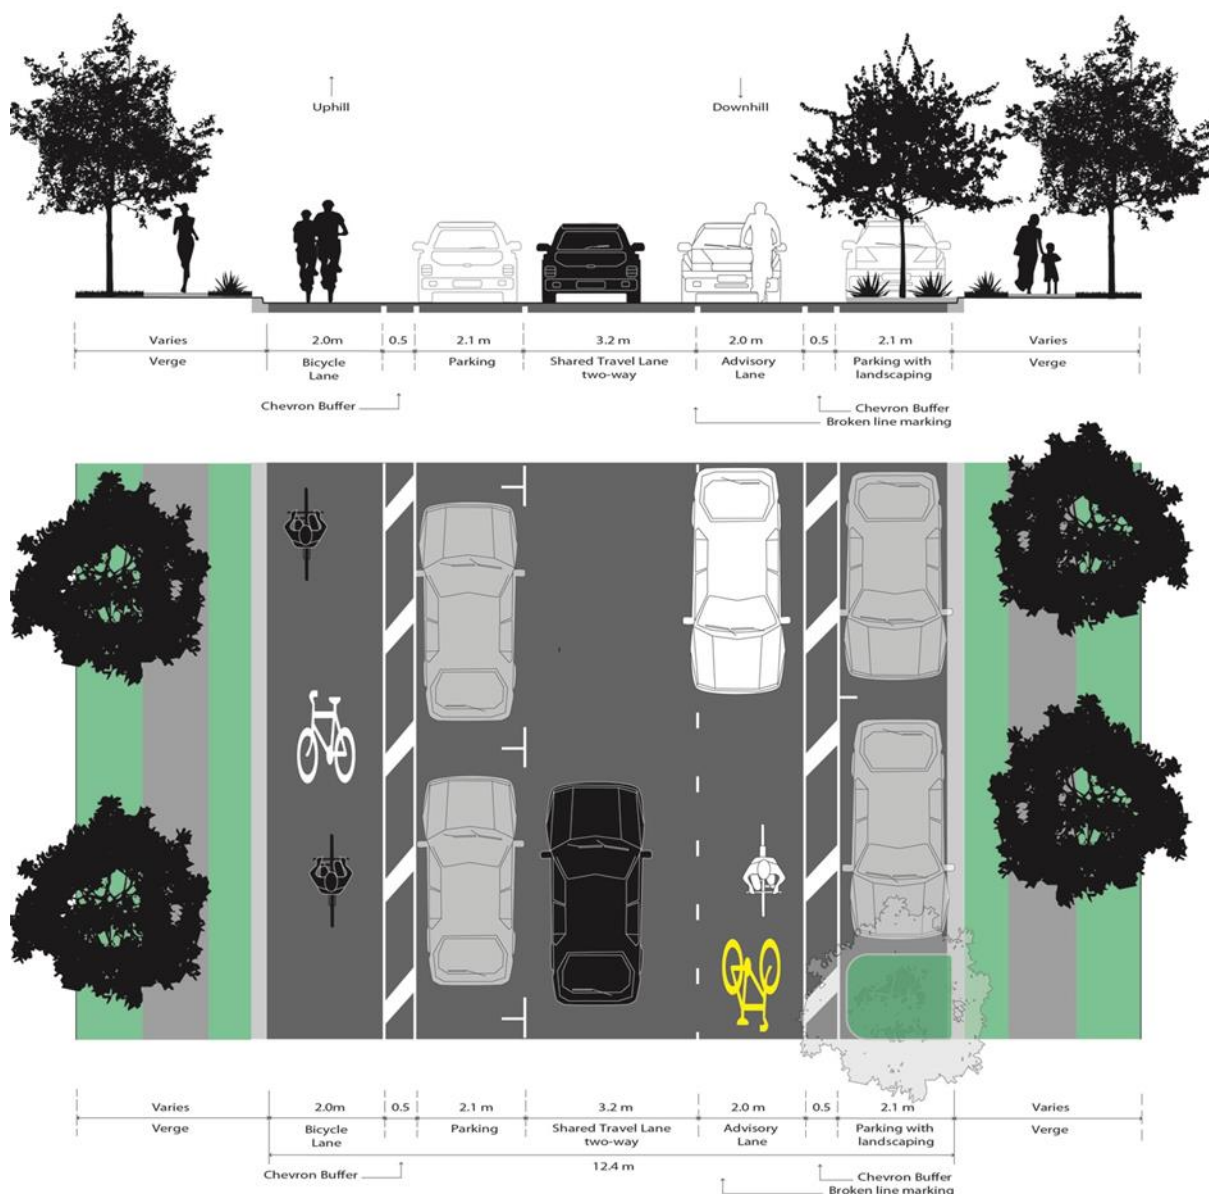 Uphill
Downhill
Varies 2.0m 0.5 2.1 m 3.2 m 2.0 m 0.5 2.1 m Varies
Verge Bicycle Parking Shared Travel Lane Advisory Parking with Verge
Lane two-way Lane landscaping
Chevron Buffer Chevron Buffer
Broken line marking
Varies 2.0m 0.5 2.1 m 3.2 m 2.0 m 0.5 2.1 m Varies
Verge Bicycle Parking Shared Travel Lane Advisory Parking with Verge
Lane two-way Lane landscaping
12.4 m
Chevron Buffer Chevron Buffer
Broken line marking